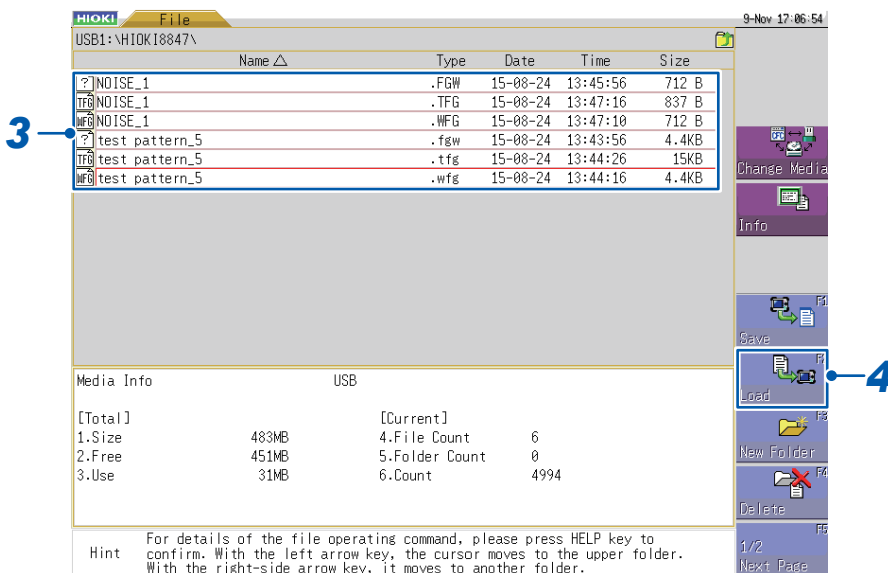 HIOKI File 9-Nov 17:06:54
USB1:\HIOKI8847\
Name △ Type Date Time Size
? NOISE_1 .FGW 15-08-24 13:45:56 712 B
TFG NOISE_1 .TFG 15-08-24 13:47:16 837 B
WFG NOISE_1 .WFG 15-08-24 13:47:10 712 B
3
? test pattern_5 .fgw 15-08-24 13:43:56 4.4KB
TFG test pattern_5 .tfg 15-08-24 13:44:26 15KB
WFG test pattern_5 .wfg 15-08-24 13:44:16 4.4KB
Change Media
Info
F1
Save
Load
4
Media Info USB
[Total] [Current]
1.Size 483MB 4.File Count 6
2.Free 451MB 5.Folder Count 0
3.Use 31MB 6.Count 4994
F3
New Folder
F4
Delete
F5
1/2
Next Page
Hint For details of the file operating command, please press HELP key to
confirm. With the left arrow key, the cursor moves to the upper folder.
With the right-side arrow key, it moves to another folder.